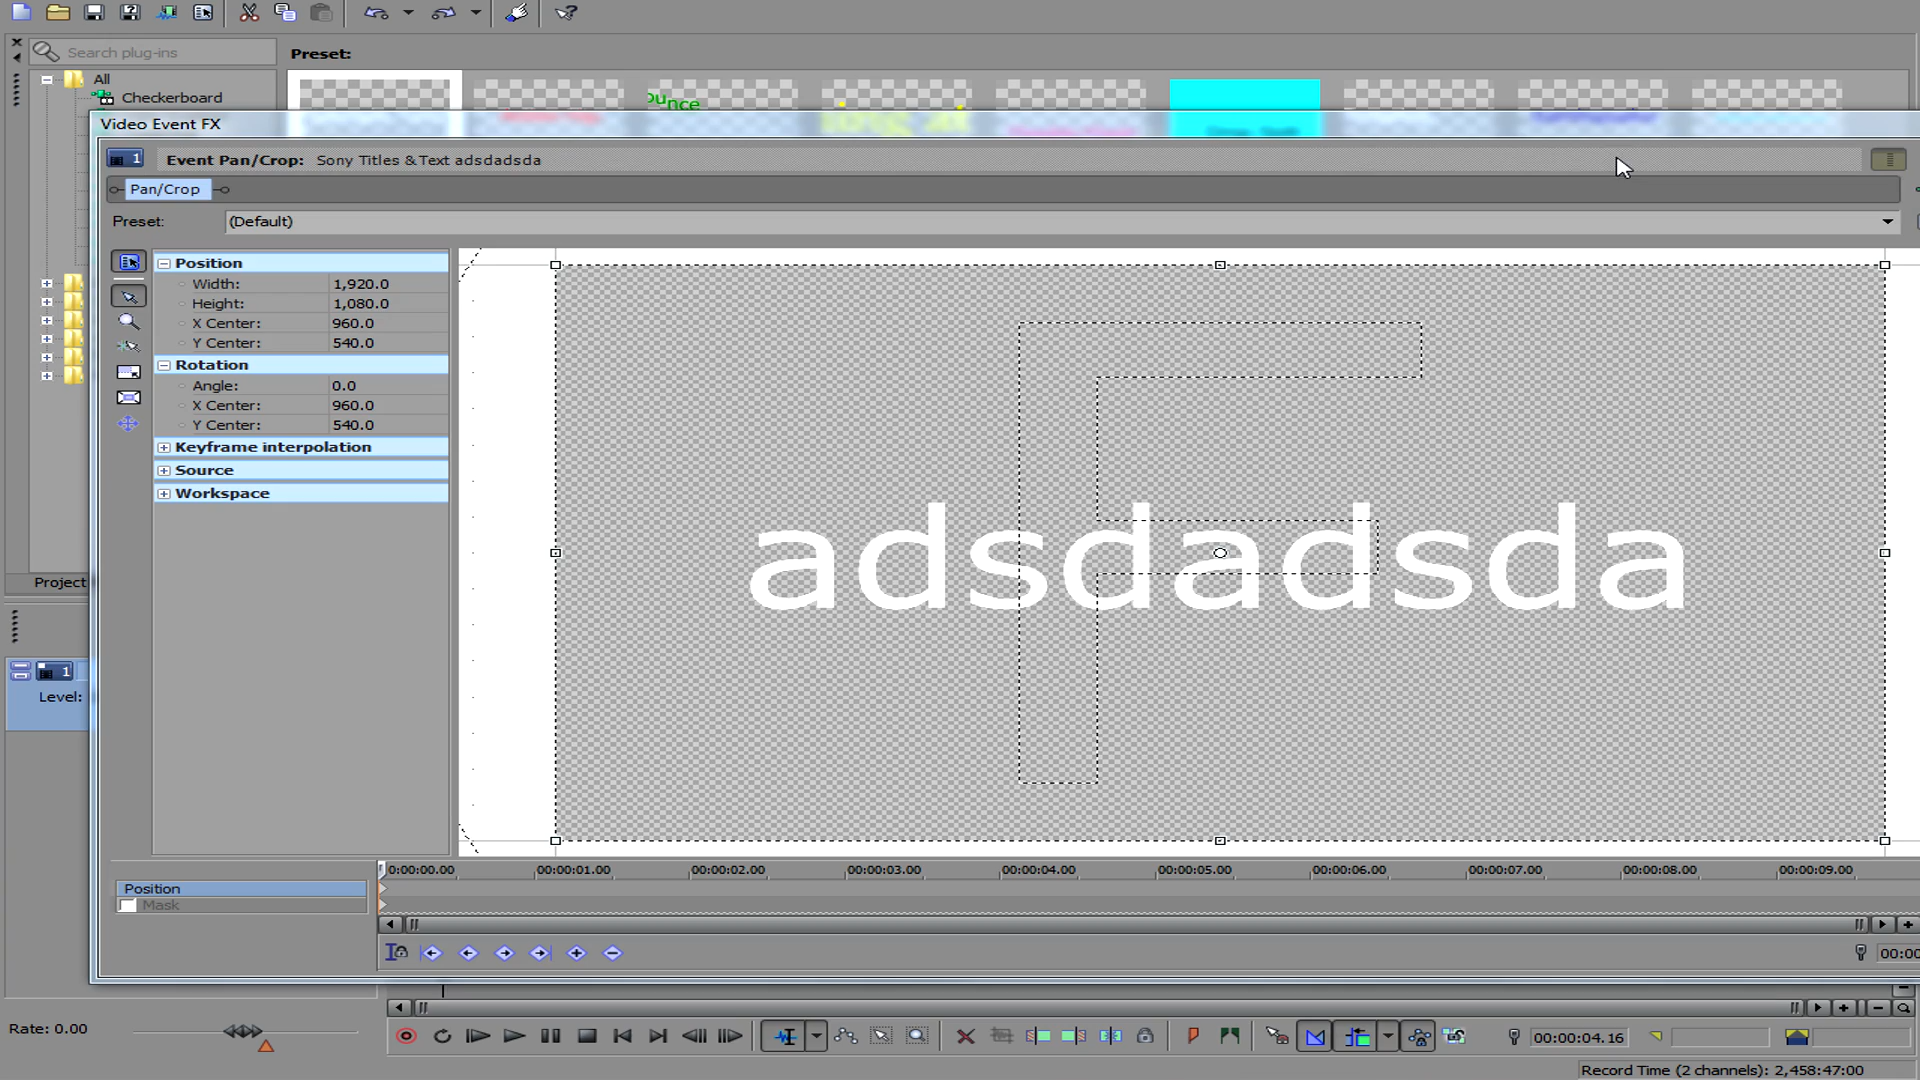 Search plug-ins
Preset:
All
Checkerboard
ounce
Video Event FX
1
Event Pan/Crop: Sony Titles & Text adsdadsda
Pan/Crop
Preset: (Default)
Position
Width: 1,920.0
Height: 1,080.0
X Center: 960.0
Y Center: 540.0
Rotation
Angle: 0.0
X Center: 960.0
Y Center: 540.0
Keyframe interpolation
Source
Workspace
adsdadsda
Project
1
Level:
0:00:00:00 00:00:01.00 00:00:02.00 00:00:03.00 00:00:04.00 00:00:05.00 00:00:06.00 00:00:07.00 00:00:08.00 00:00:09.00
Position
Mask
00:00
Rate: 0.00
00:00:04.16
Record Time (2 channels): 2,458:47:00